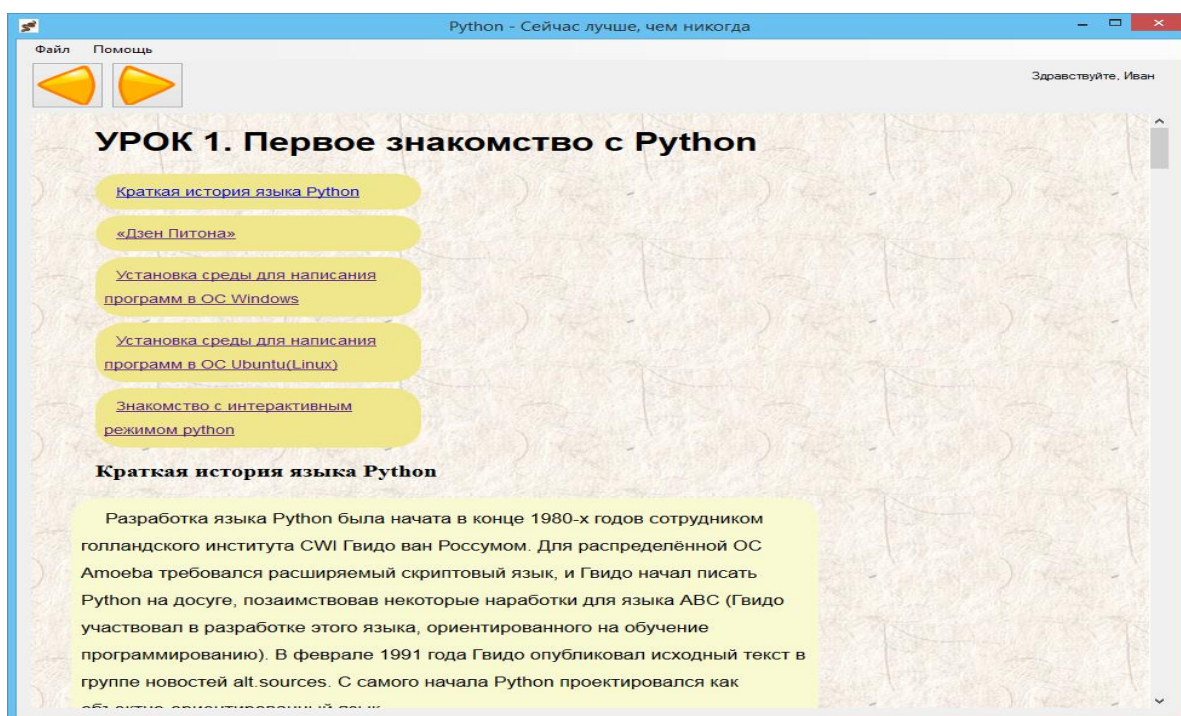 Python - Сейчас лучше, чем никогда
Файл Помощь
Здравствуйте, Иван
УРОК 1. Первое знакомство с Python
Краткая история языка Python
«Дзен Питона»
Установка среды для написания
программ в ОС Windows
Установка среды для написания
программ в ОС Ubuntu(Linux)
Знакомство с интерактивным
режимом python
Краткая история языка Python
Разработка языка Python была начата в конце 1980-х годов сотрудником
голландского института CWI Гвидо ван Россумом. Для распределённой ОС
Amoeba требовался расширяемый скриптовый язык, и Гвидо начал писать
Python на досуге, позаимствовав некоторые наработки для языка ABC (Гвидо
участвовал в разработке этого языка, ориентированного на обучение
программированию). В феврале 1991 года Гвидо опубликовал исходный текст в
группе новостей alt.sources. С самого начала Python проектировался как